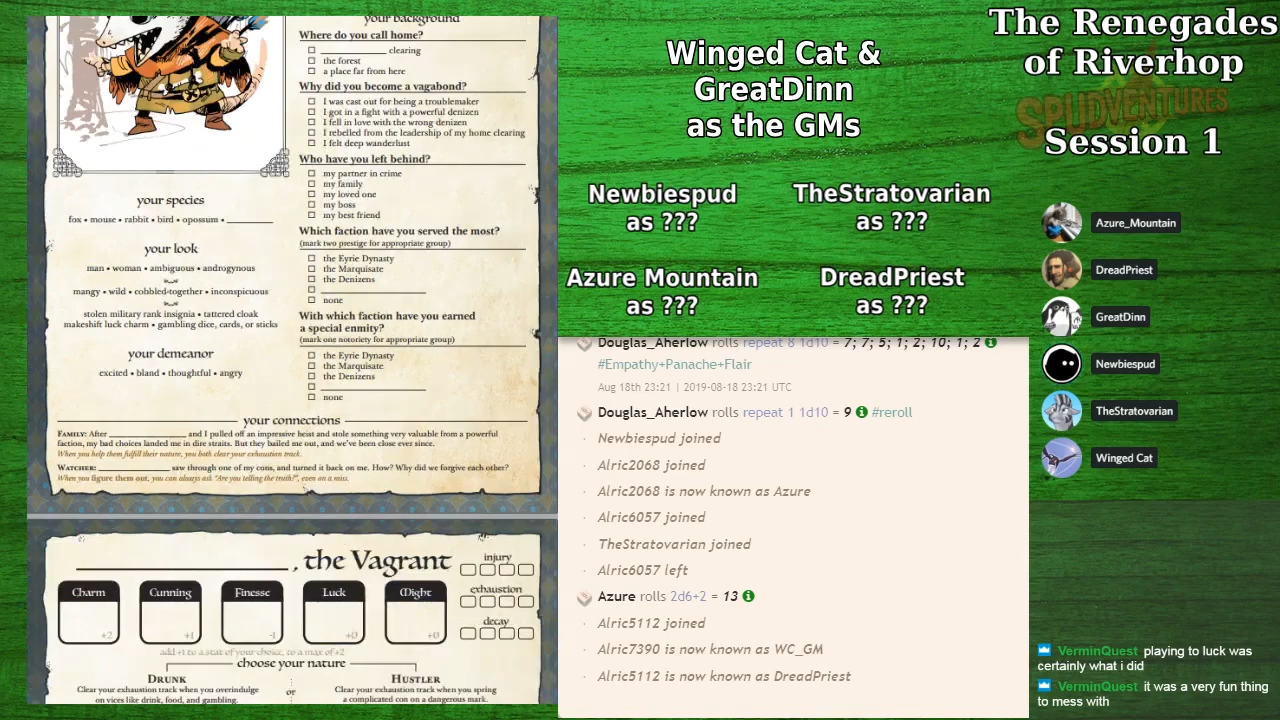 your background
Where do you call home?
____________ clearing
the forest
a place far from here
Why did you become a vagabond?
I was cast out for being a troublemaker
I got in a fight with a powerful denizen
I fell in love with the wrong denizen
I rebelled from the leadership of my home clearing
I felt deep wanderlust
Who have you left behind?
my partner in crime
my family
my loved one
my boss
my best friend
Which faction have you served the most?
(mark two prestige for appropriate group)
the Eyrie Dynasty
the Marquisate
the Denizens
____________
none
With which faction have you earned
a special enmity?
(mark one notoriety for appropriate group)
the Eyrie Dynasty
the Marquisate
the Denizens
____________
none
your species
fox • mouse • rabbit • bird • opossum • ________
your look
man • woman • ambiguous • androgynous
mangy • wild • cobbled-together • inconspicuous
stolen military rank insignia • tattered cloak
makeshift luck charm • gambling dice, cards, or sticks
your demeanor
excited • bland • thoughtful • angry
your connections
Family: After ____________ and I pulled off an impressive heist and stole something very valuable from a powerful
faction, my bad choices landed me in dire straits. But they bailed me out, and we've been close ever since.
When you help them fulfill their nature, you both clear your exhaustion track.
Watcher: ____________ saw through one of my cons, and turned it back on me. How? Why did we forgive each other?
When you figure them out, you can always ask "Are you telling the truth?", even on a miss.
____________, the Vagrant
injury
exhaustion
decay
Charm Cunning Finesse Luck Might
+2 +1 -1 +0 +0
add +1 to a stat of your choice, to a max of +2
choose your nature
Drunk
Clear your exhaustion track when you overindulge
on vices like drink, food, and gambling.
or
Hustler
Clear your exhaustion track when you spring
a complicated con on a dangerous mark.
Winged Cat &
GreatDinn
as the GMs
Newbiespud
as ???
TheStratovarian
as ???
Azure Mountain
as ???
DreadPriest
as ???
The Renegades
of Riverhop
SPUDVENTURES
Session 1
Azure_Mountain
DreadPriest
GreatDinn
Newbiespud
TheStratovarian
Winged Cat
Douglas_Aherlow rolls repeat 8 1d10 = 7; 7; 5; 1; 2; 10; 1; 2
#Empathy+Panache+Flair
Aug 18th 23:21 | 2019-08-18 23:21 UTC
Douglas_Aherlow rolls repeat 1 1d10 = 9 #reroll
Newbiespud joined
Alric2068 joined
Alric2068 is now known as Azure
Alric6057 joined
TheStratovarian joined
Alric6057 left
Azure rolls 2d6+2 = 13
Alric5112 joined
Alric7390 is now known as WC_GM
Alric5112 is now known as DreadPriest
VerminQuest playing to luck was
certainly what i did
VerminQuest it was a very fun thing
to mess with